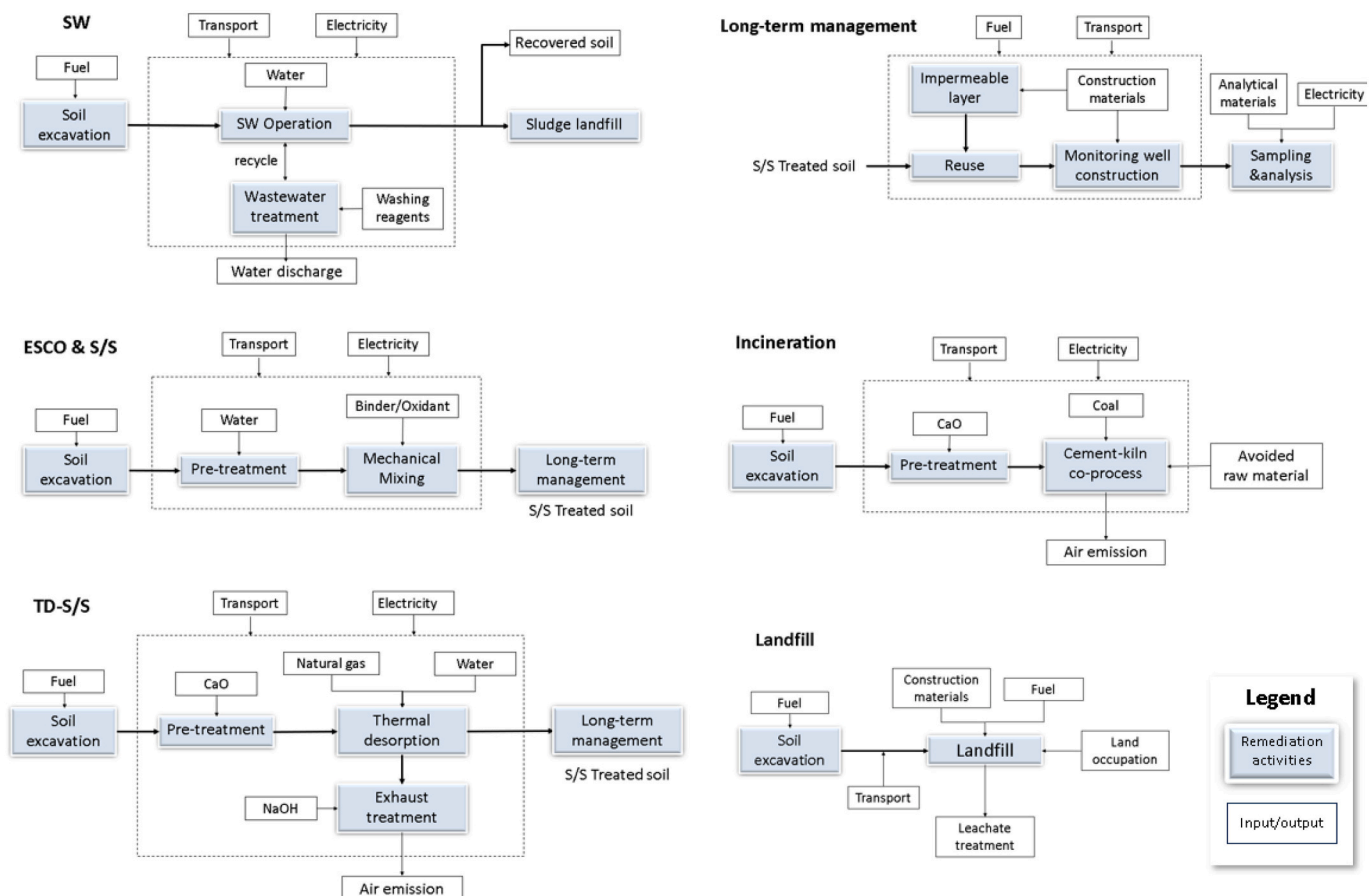 SW
Transport
Electricity
Recovered soil
Fuel
Water
Soil
excavation
SW Operation
Sludge landfill
recycle
Wastewater
treatment
Washing
reagents
Water discharge
Long-term management
Fuel
Transport
Impermeable
layer
Construction
materials
Analytical
materials
Electricity
S/S Treated soil
Reuse
Monitoring well
construction
Sampling
&analysis
ESCO & S/S
Transport
Electricity
Fuel
Water
Binder/Oxidant
Soil
excavation
Pre-treatment
Mechanical
Mixing
Long-term
management
S/S Treated soil
Incineration
Transport
Electricity
Fuel
CaO
Coal
Soil
excavation
Pre-treatment
Cement-kiln
co-process
Avoided
raw material
Air emission
TD-S/S
Transport
Electricity
Fuel
CaO
Natural gas
Water
Soil
excavation
Pre-treatment
Thermal
desorption
Long-term
management
S/S Treated soil
NaOH
Exhaust
treatment
Air emission
Landfill
Fuel
Construction
materials
Fuel
Soil
excavation
Landfill
Land
occupation
Transport
Leachate
treatment
Legend
Remediation
activities
Input/output